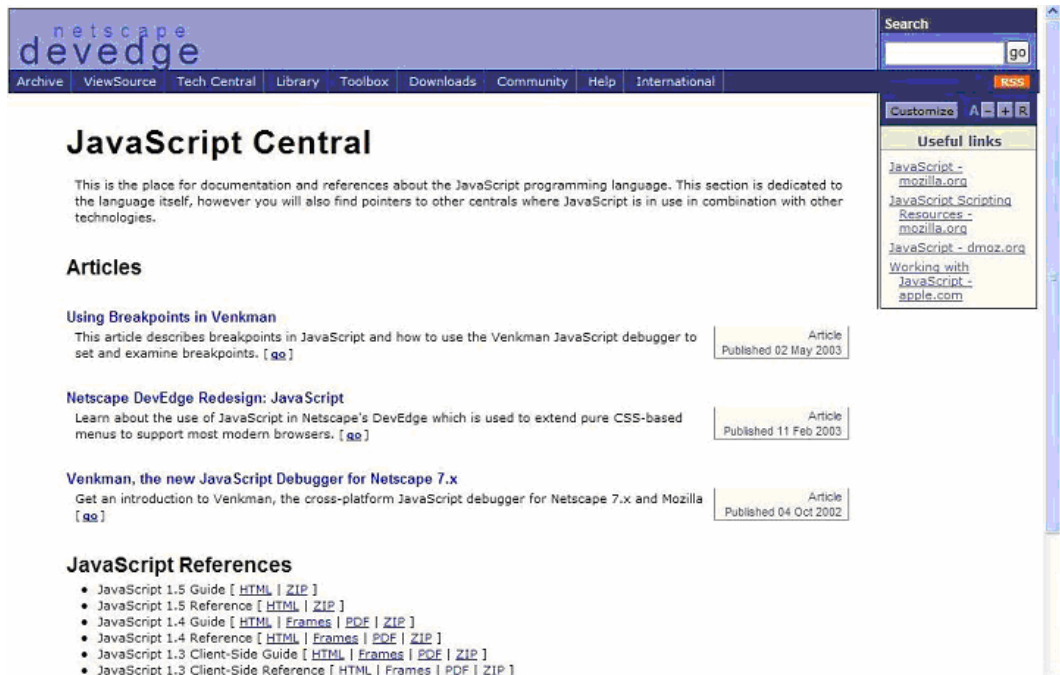 netscape
devedge
Search
go
Archive ViewSource Tech Central Library Toolbox Downloads Community Help International
RSS
Customize A - + R
JavaScript Central
This is the place for documentation and references about the JavaScript programming language. This section is dedicated to
the language itself, however you will also find pointers to other centrals where JavaScript is in use in combination with other
technologies.
Useful links
JavaScript -
mozilla.org
JavaScript Scripting
Resources -
mozilla.org
JavaScript - dmoz.org
Working with
JavaScript -
apple.com
Articles
Using Breakpoints in Venkman
This article describes breakpoints in JavaScript and how to use the Venkman JavaScript debugger to
set and examine breakpoints. [ go ]
Article
Published 02 May 2003
Netscape DevEdge Redesign: JavaScript
Learn about the use of JavaScript in Netscape's DevEdge which is used to extend pure CSS-based
menus to support most modern browsers. [ go ]
Article
Published 11 Feb 2003
Venkman, the new JavaScript Debugger for Netscape 7.x
Get an introduction to Venkman, the cross-platform JavaScript debugger for Netscape 7.x and Mozilla
[ go ]
Article
Published 04 Oct 2002
JavaScript References
• JavaScript 1.5 Guide [ HTML | ZIP ]
• JavaScript 1.5 Reference [ HTML | ZIP ]
• JavaScript 1.4 Guide [ HTML | Frames | PDF | ZIP ]
• JavaScript 1.4 Reference [ HTML | Frames | PDF | ZIP ]
• JavaScript 1.3 Client-Side Guide [ HTML | Frames | PDF | ZIP ]
• JavaScript 1.3 Client-Side Reference [ HTML | Frames | PDF | ZIP ]